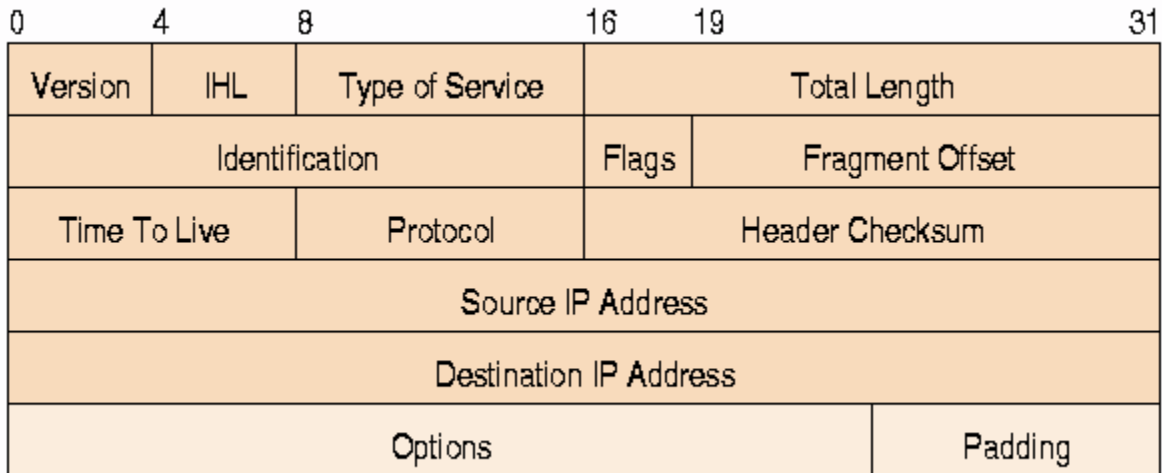 0 4 8 16 19 31
Version IHL Type of Service Total Length
Identification Flags Fragment Offset
Time To Live Protocol Header Checksum
Source IP Address
Destination IP Address
Options Padding